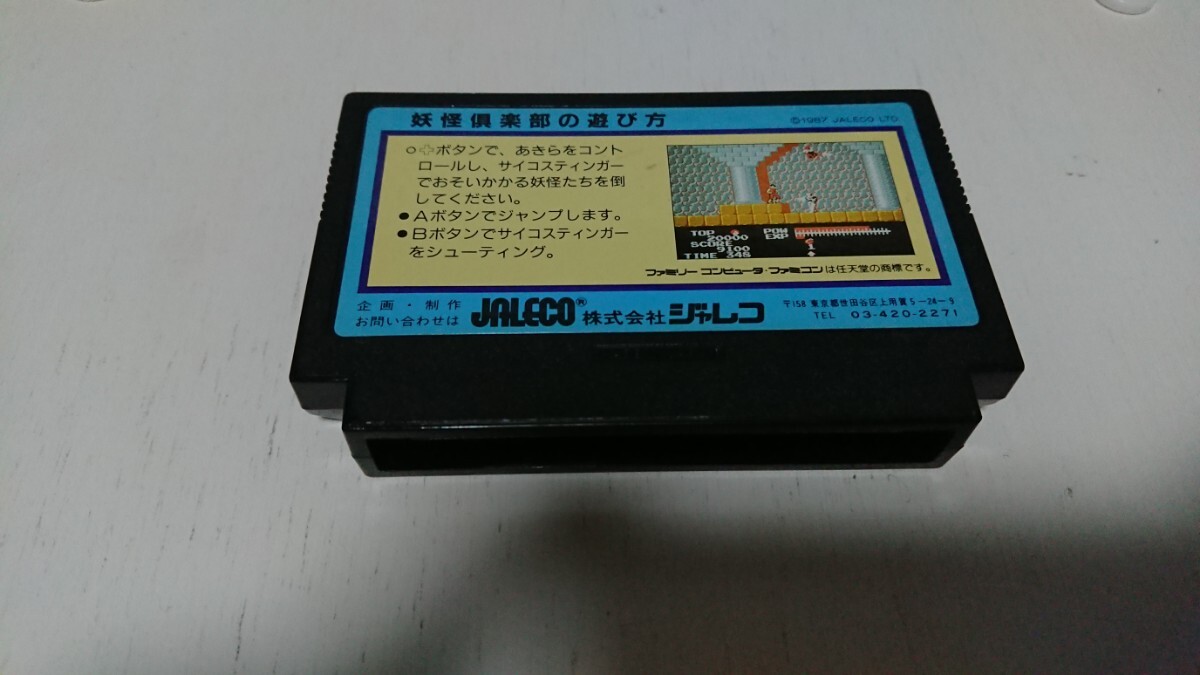 妖怪倶楽部の遊び方
©1987 JALECO LTD
○✚ボタンで、あきらをコント
ロールし、サイコスティンガー
でおそいかかる妖怪たちを倒
してください。
●Aボタンでジャンプします。
●Bボタンでサイコスティンガー
をシューティング。
TOP
20000
SCORE
9100
TIME 348
POW
EXP
1
ファミリーコンピュータ・ファミコンは任天堂の商標です。
企画・制作
お問い合わせは
JALECO® 株式会社ジャレコ
〒158 東京都世田谷区上用賀5-24-9
TEL 03-420-2271